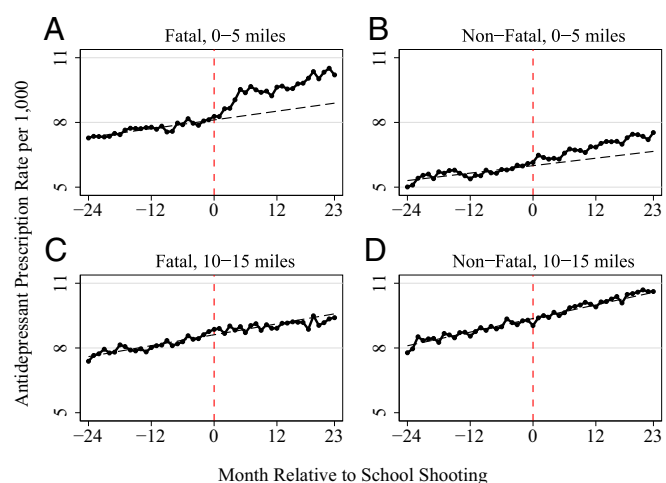 A
Fatal, 0−5 miles
B
Non−Fatal, 0−5 miles
Antidepressant Prescription Rate per 1,000
11
8
5
−24 −12 0 12 23
11
8
5
−24 −12 0 12 23
C
Fatal, 10−15 miles
D
Non−Fatal, 10−15 miles
11
8
5
−24 −12 0 12 23
11
8
5
−24 −12 0 12 23
Month Relative to School Shooting